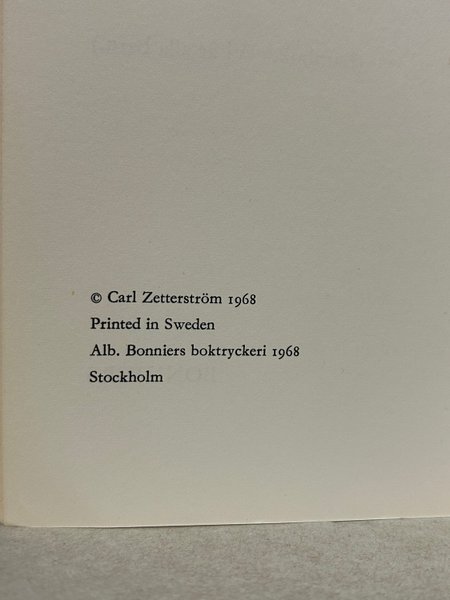 © Carl Zetterström 1968
Printed in Sweden
Alb. Bonniers boktryckeri 1968
Stockholm